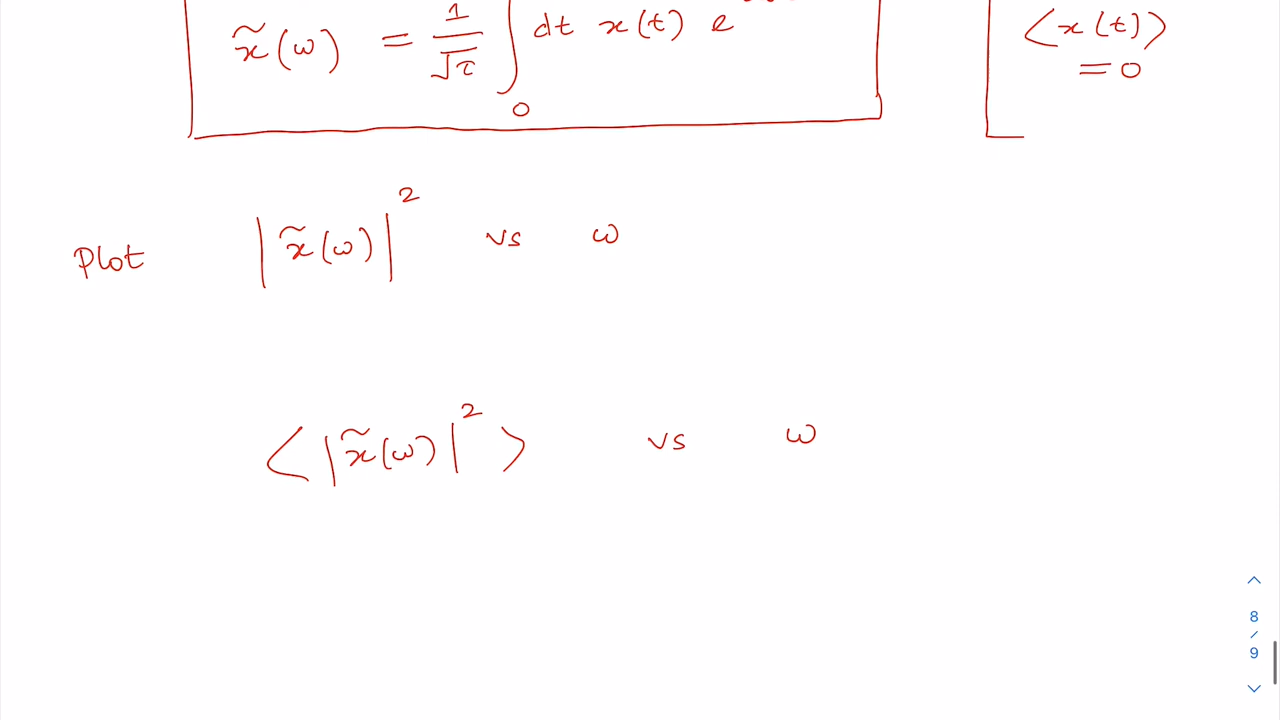 x̃(ω) = 1/√τ ∫₀ dt x(t) e
⟨x(t)⟩
= 0
Plot |x̃(ω)|² vs ω
⟨|x̃(ω)|²⟩ vs ω
8
/
9